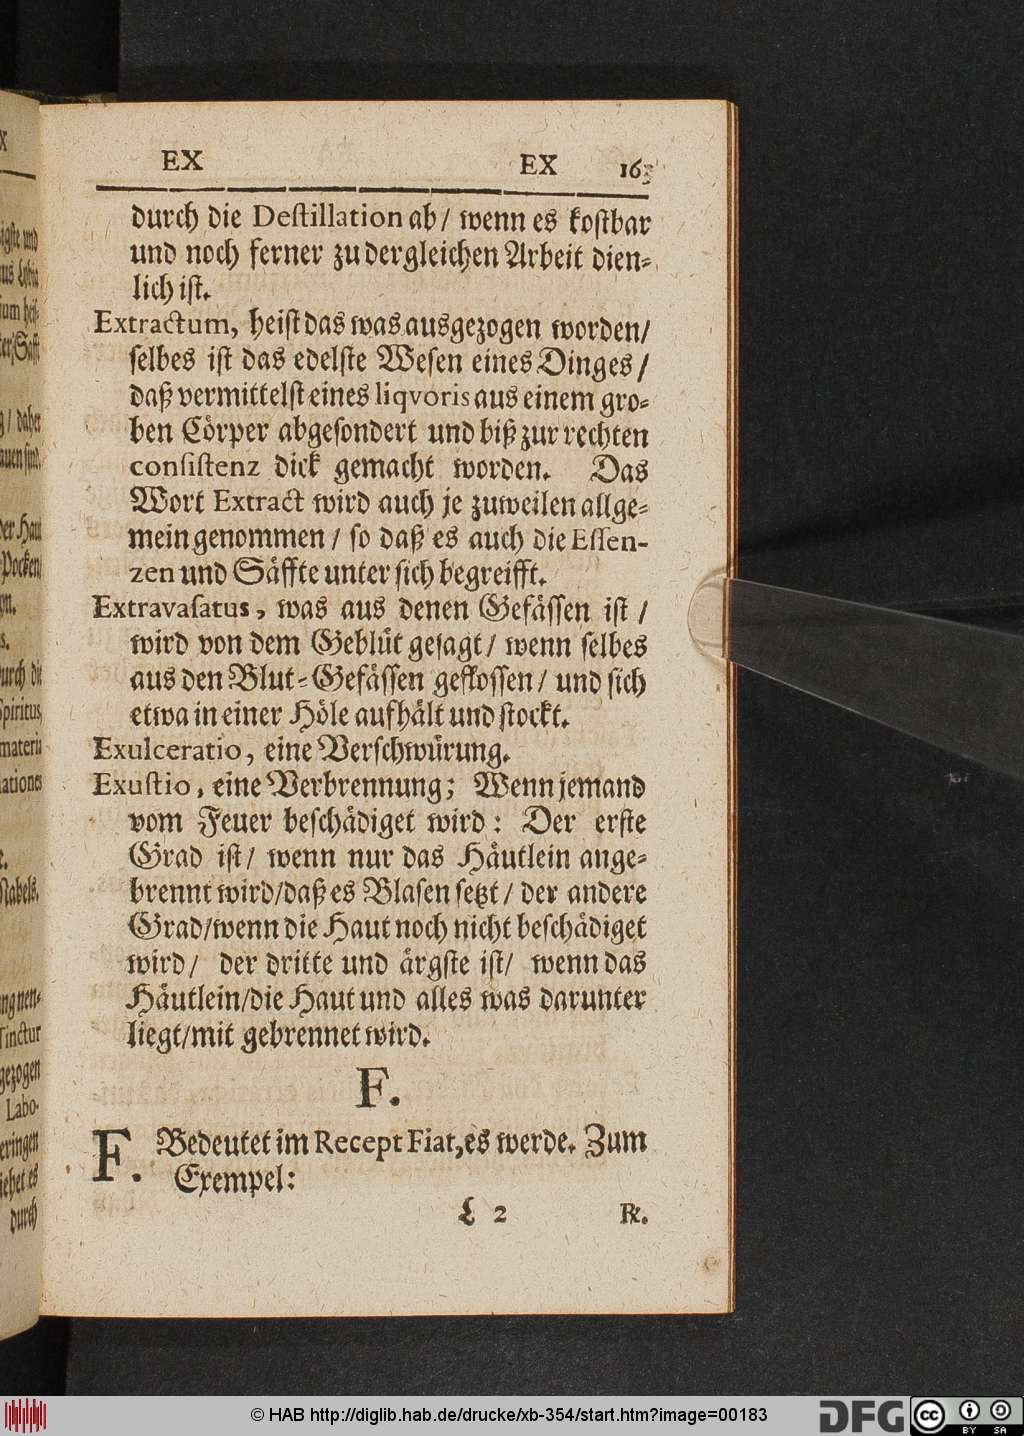 EX EX 163
durch die Destillation ab/ wenn es kostbar
und noch ferner zu dergleichen Arbeit dien-
lich ist.
Extractum, heist das was ausgezogen worden/
selbes ist das edelste Wesen eines Dinges/
daß vermittelst eines liqvoris aus einem gro-
ben Cörper abgesondert und biß zur rechten
consistenz dick gemacht worden. Das
Wort Extract wird auch je zuweilen allge-
mein genommen/ so daß es auch die Essen-
zen und Säffte unter sich begreifft.
Extravasatus, was aus denen Gefässen ist/
wird von dem Geblüt gesagt/ wenn selbes
aus den Blut-Gefässen geflossen/ und sich
etwa in einer Höle aufhält und stockt.
Exulceratio, eine Verschwürung.
Exustio, eine Verbrennung; Wenn jemand
vom Feuer beschädiget wird: Der erste
Grad ist/ wenn nur das Häutlein ange-
brennt wird/ daß es Blasen setzt/ der andere
Grad/ wenn die Haut noch nicht beschädiget
wird/ der dritte und ärgste ist/ wenn das
Häutlein/ die Haut und alles was darunter
liegt/ mit gebrennet wird.
F.
F. Bedeutet im Recept Fiat, es werde. Zum
Exempel:
L 2 ℞.
© HAB http://diglib.hab.de/drucke/xb-354/start.htm?image=00183
DFG cc BY SA